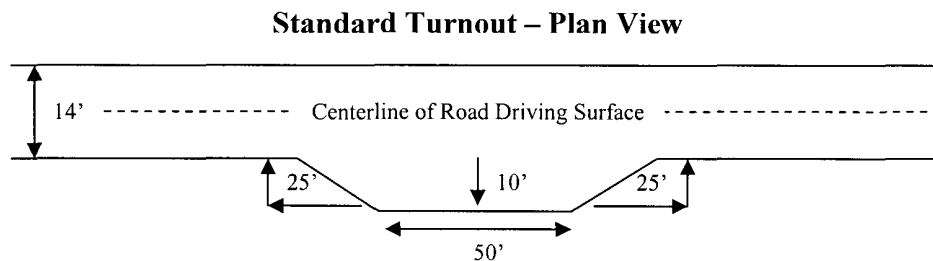 Standard Turnout – Plan View
14’
Centerline of Road Driving Surface
25’ 10’ 25’
50’